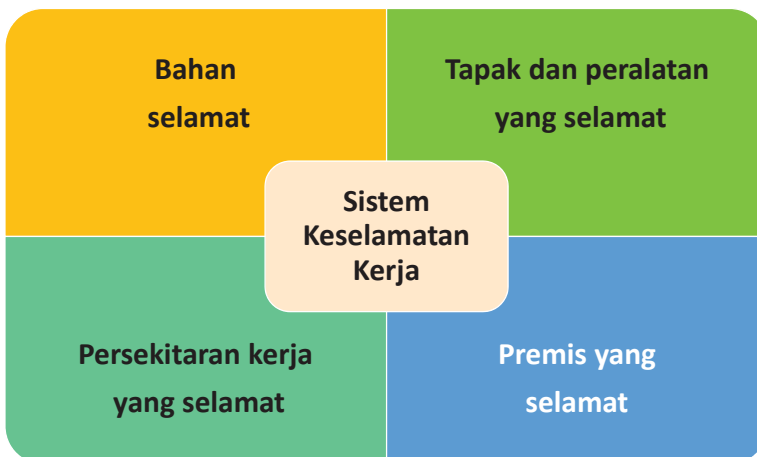 Bahan
selamat
Tapak dan peralatan
yang selamat
Sistem
Keselamatan
Kerja
Persekitaran kerja
yang selamat
Premis yang
selamat